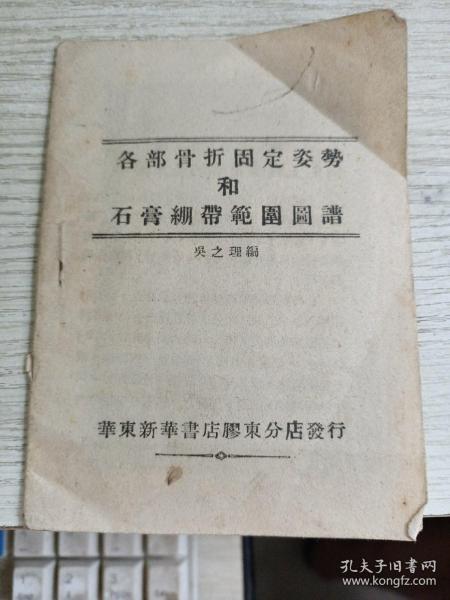 各部骨折固定姿勢
和
石膏綳帶範圍圖譜
吳之理編
華東新華書店膠東分店發行
孔夫子旧书网
www.kongfz.com